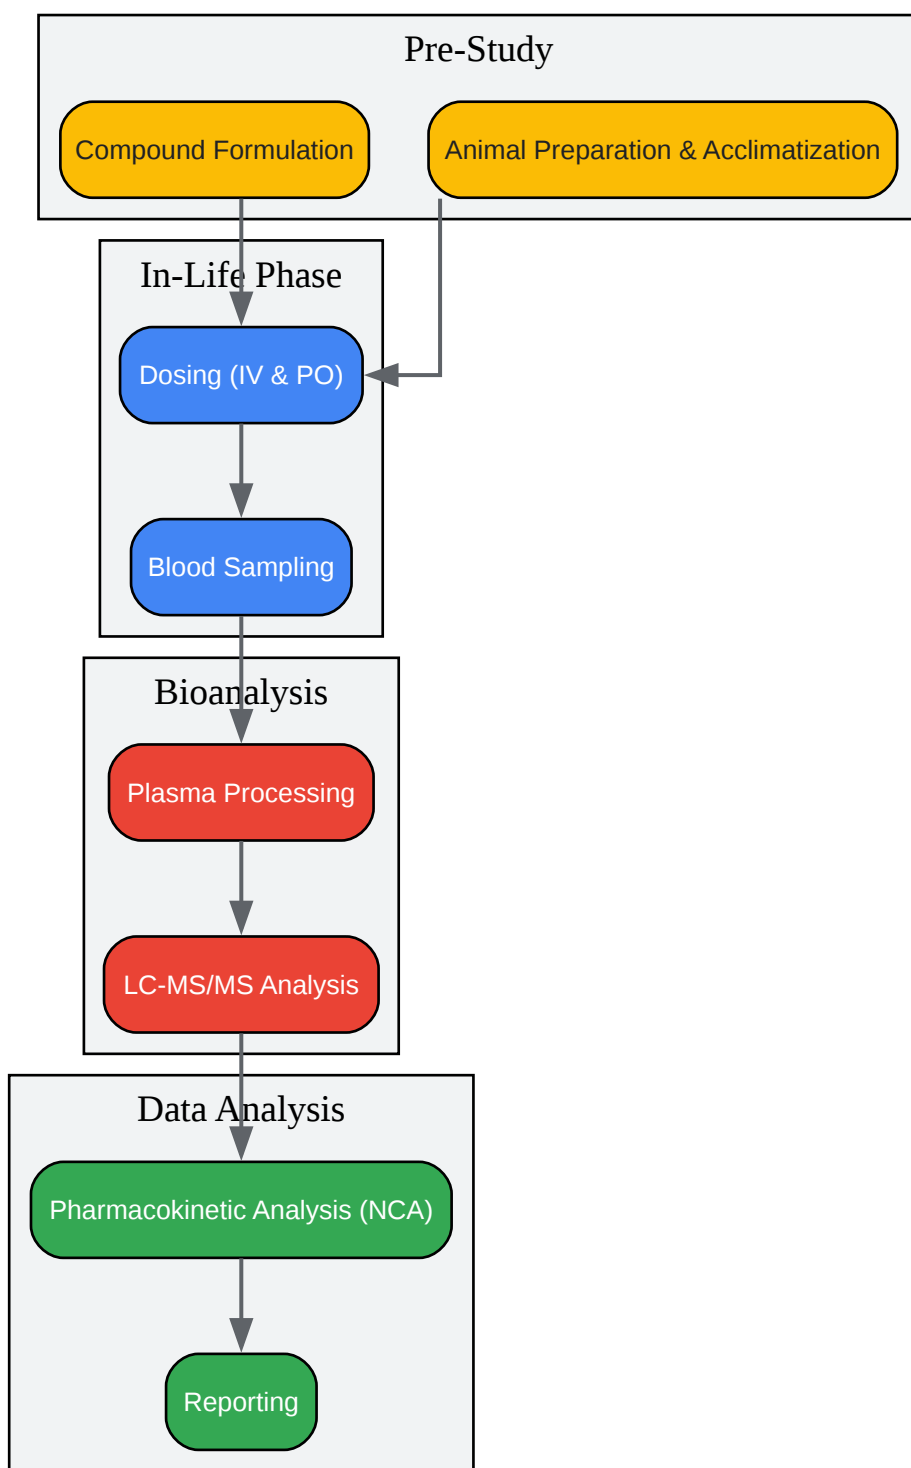 Pre-Study
Compound Formulation
Animal Preparation & Acclimatization
In-Life Phase
Dosing (IV & PO)
Blood Sampling
Bioanalysis
Plasma Processing
LC-MS/MS Analysis
Data Analysis
Pharmacokinetic Analysis (NCA)
Reporting